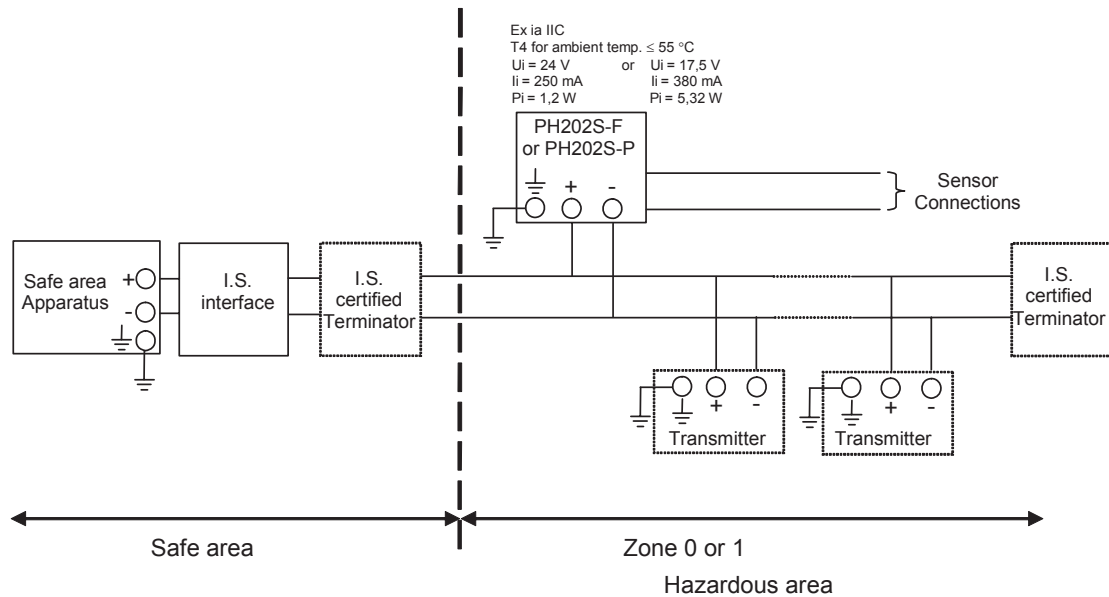 Ex ia IIC
T4 for ambient temp. ≤ 55 °C
Ui = 24 V or Ui = 17,5 V
Ii = 250 mA Ii = 380 mA
Pi = 1,2 W Pi = 5,32 W
PH202S-F
or PH202S-P
+ -
Sensor
Connections
Safe area
Apparatus
+
-
I.S.
interface
I.S.
certified
Terminator
I.S.
certified
Terminator
+ -
Transmitter
+ -
Transmitter
Safe area
Zone 0 or 1
Hazardous area